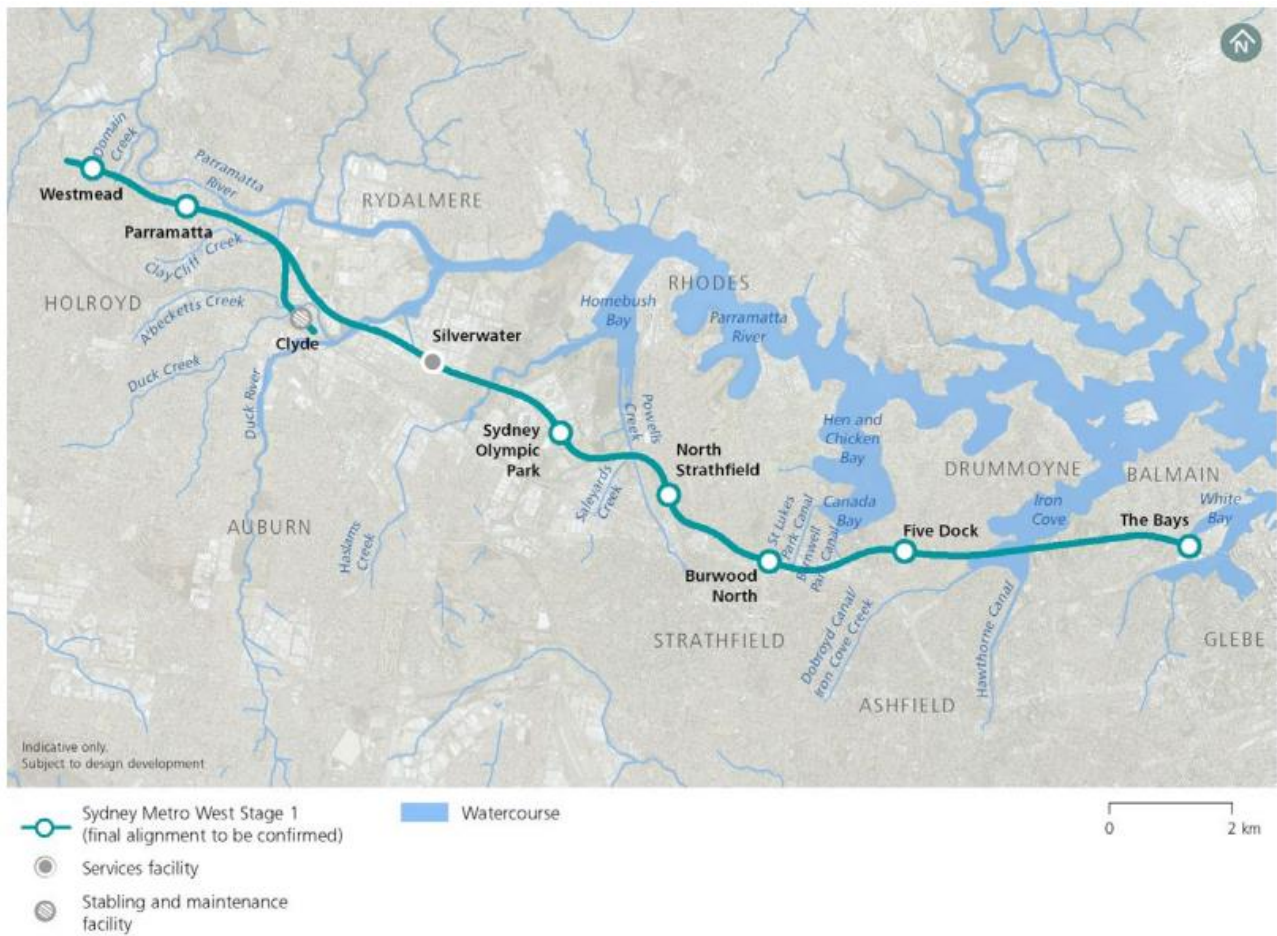 N
Domain
Creek
Westmead
Parramatta
River
RYDALMERE
Parramatta
Clay Cliff Creek
HOLROYD
A'becketts Creek
Clyde
Duck Creek
Duck River
Silverwater
Homebush
Bay
RHODES
Parramatta
River
Sydney
Olympic
Park
Powells
Creek
North
Strathfield
Hen and
Chicken
Bay
DRUMMOYNE
BALMAIN
Saleyards
Creek
AUBURN
Haslams
Creek
St Lukes
Park Canal
Barnwell
Park Canal
Canada
Bay
Five Dock
Iron
Cove
The Bays
White
Bay
Burwood
North
STRATHFIELD
Dobroyd Canal/
Iron Cove Creek
Hawthorne Canal
GLEBE
ASHFIELD
Indicative only.
Subject to design development
Sydney Metro West Stage 1
(final alignment to be confirmed)
Watercourse
0 2 km
Services facility
Stabling and maintenance
facility